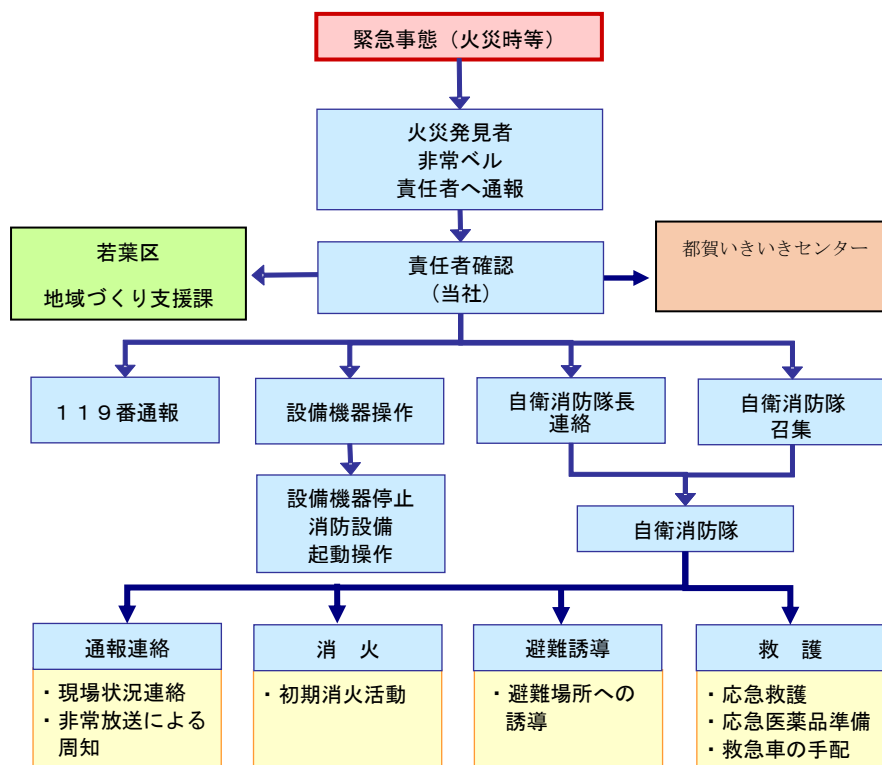 緊急事態(火災時等)
火災発見者
非常ベル
責任者へ通報
若葉区
地域づくり支援課
責任者確認
(当社)
都賀いきいきセンター
119番通報
設備機器操作
自衛消防隊長
連絡
自衛消防隊
召集
設備機器停止
消防設備
起動操作
自衛消防隊
通報連絡
・現場状況連絡
・非常放送による
周知
消 火
・初期消火活動
避難誘導
・避難場所への
誘導
救 護
・応急救護
・応急医薬品準備
・救急車の手配